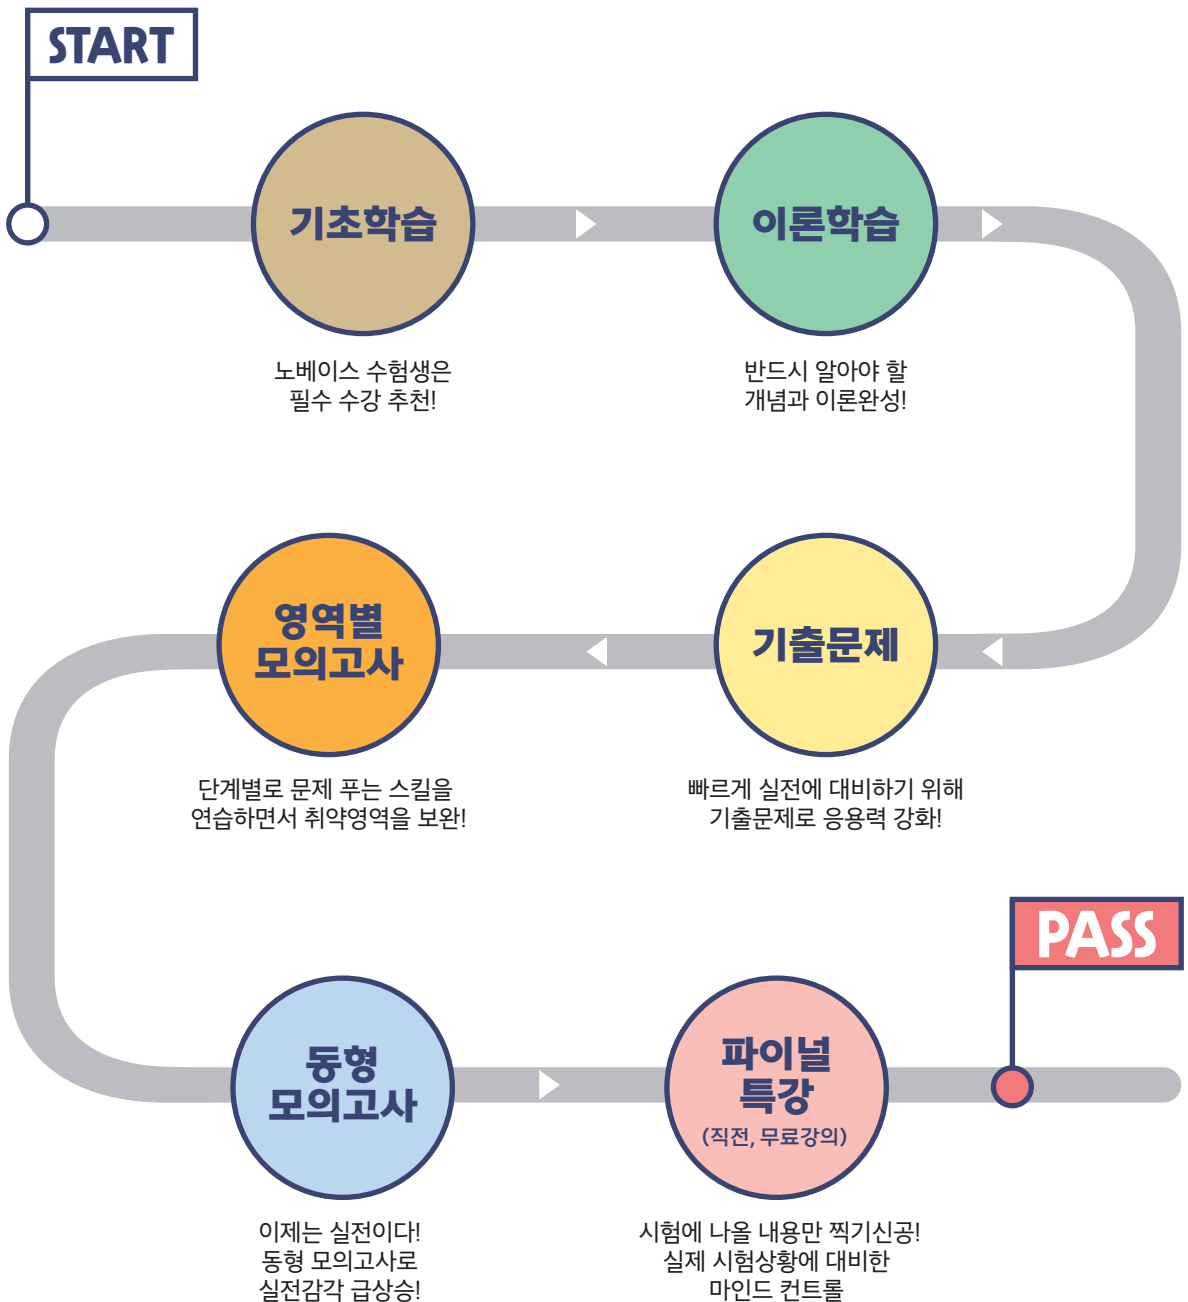 START
기초학습
노베이스 수험생은
필수 수강 추천!
이론학습
반드시 알아야 할
개념과 이론완성!
기출문제
빠르게 실전에 대비하기 위해
기출문제로 응용력 강화!
영역별
모의고사
단계별로 문제 푸는 스킬을
연습하면서 취약영역을 보완!
동형
모의고사
이제는 실전이다!
동형 모의고사로
실전감각 급상승!
파이널
특강
(직전, 무료강의)
시험에 나올 내용만 찍기신공!
실제 시험상황에 대비한
마인드 컨트롤
PASS